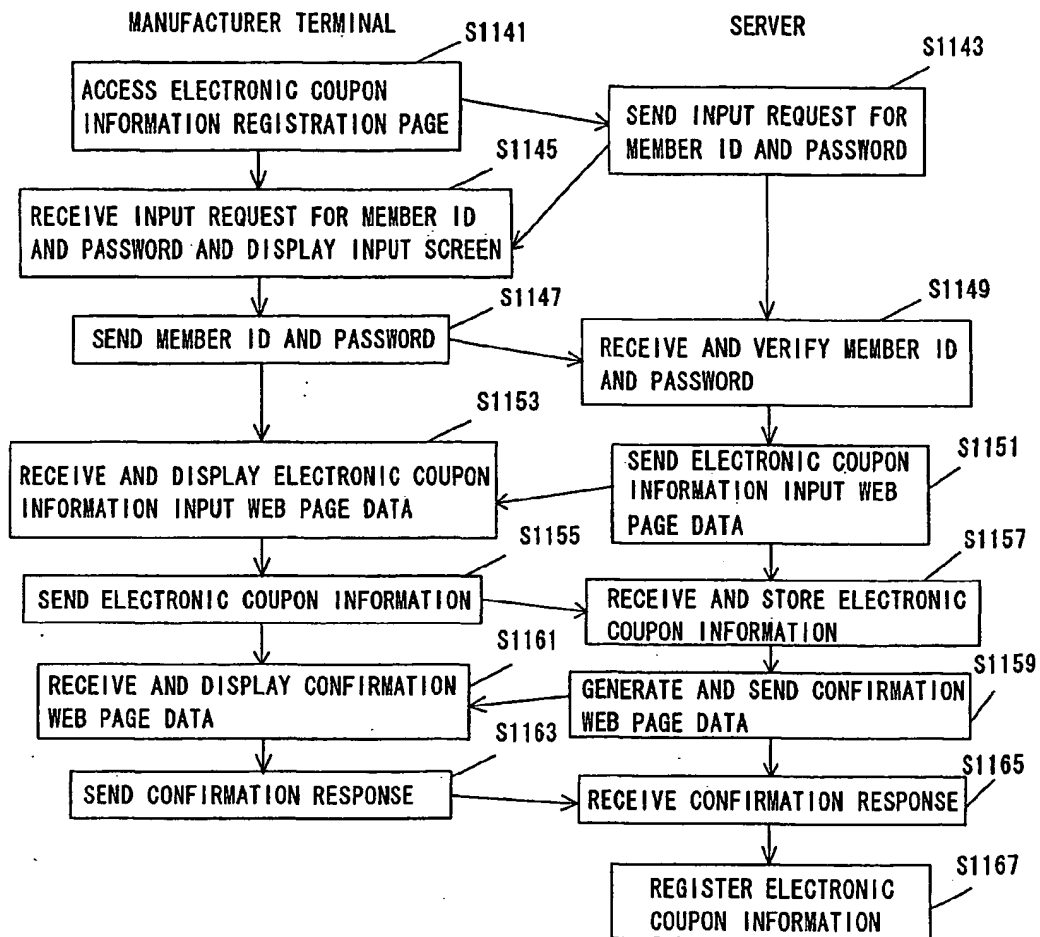 MANUFACTURER TERMINAL
SERVER
S1141
ACCESS ELECTRONIC COUPON
INFORMATION REGISTRATION PAGE
S1143
SEND INPUT REQUEST FOR
MEMBER ID AND PASSWORD
S1145
RECEIVE INPUT REQUEST FOR MEMBER ID
AND PASSWORD AND DISPLAY INPUT SCREEN
S1147
SEND MEMBER ID AND PASSWORD
S1149
RECEIVE AND VERIFY MEMBER ID
AND PASSWORD
S1151
SEND ELECTRONIC COUPON
INFORMATION INPUT WEB
PAGE DATA
S1153
RECEIVE AND DISPLAY ELECTRONIC COUPON
INFORMATION INPUT WEB PAGE DATA
S1155
SEND ELECTRONIC COUPON INFORMATION
S1157
RECEIVE AND STORE ELECTRONIC
COUPON INFORMATION
S1159
GENERATE AND SEND CONFIRMATION
WEB PAGE DATA
S1161
RECEIVE AND DISPLAY CONFIRMATION
WEB PAGE DATA
S1163
SEND CONFIRMATION RESPONSE
S1165
RECEIVE CONFIRMATION RESPONSE
S1167
REGISTER ELECTRONIC
COUPON INFORMATION